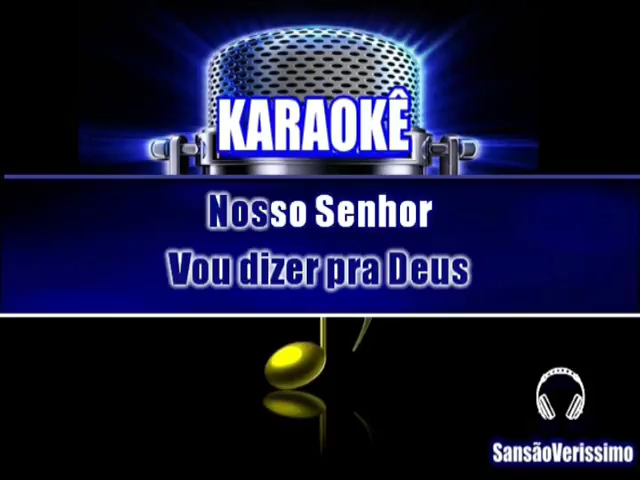 KARAOKÊ
Nosso Senhor
Vou dizer pra Deus
SansãoVerissimo